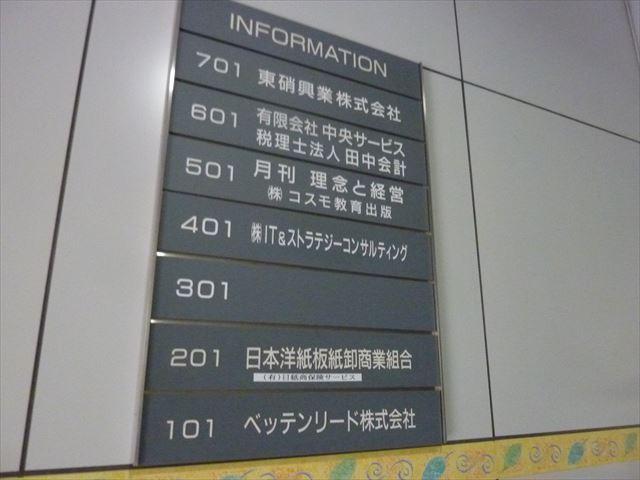 INFORMATION
701 東硝興業株式会社
601 有限会社 中央サービス
税理士法人 田中会計
501 月刊 理念と経営
㈱ コスモ教育出版
401 ㈱IT&ストラテジーコンサルティング
301
201 日本洋紙板紙卸商業組合
(有)日紙商保険サービス
101 ベッテンリード株式会社